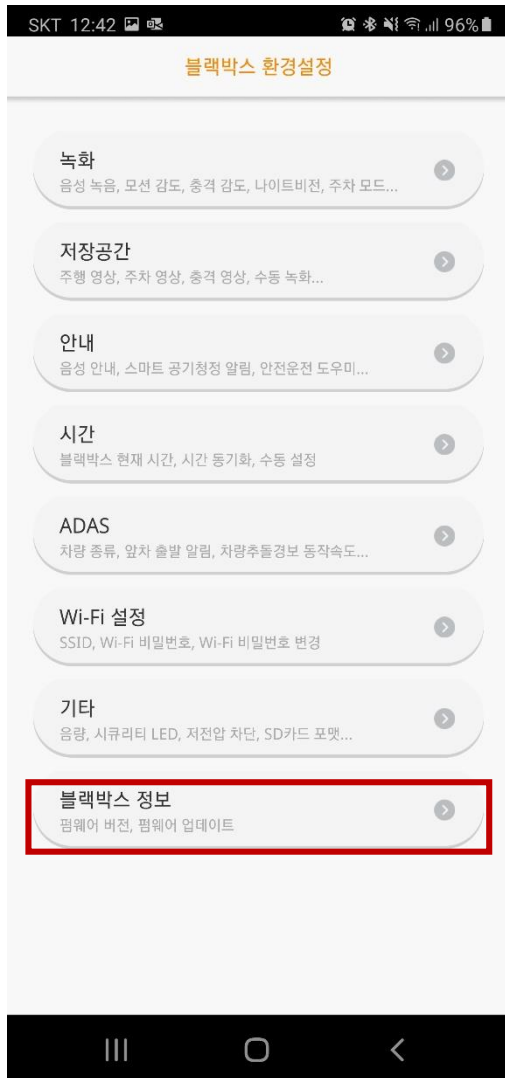 SKT 12:42 96%
블랙박스 환경설정
녹화
음성 녹음, 모션 감도, 충격 감도, 나이트비전, 주차 모드...
저장공간
주행 영상, 주차 영상, 충격 영상, 수동 녹화...
안내
음성 안내, 스마트 공기청정 알림, 안전운전 도우미...
시간
블랙박스 현재 시간, 시간 동기화, 수동 설정
ADAS
차량 종류, 앞차 출발 알림, 차량추돌경보 동작속도...
Wi-Fi 설정
SSID, Wi-Fi 비밀번호, Wi-Fi 비밀번호 변경
기타
음량, 시큐리티 LED, 저전압 차단, SD카드 포맷...
블랙박스 정보
펌웨어 버전, 펌웨어 업데이트